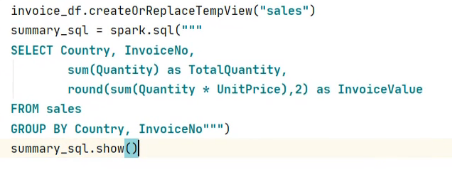 invoice_df.createOrReplaceTempView("sales")
summary_sql = spark.sql("""
SELECT Country, InvoiceNo,
        sum(Quantity) as TotalQuantity,
        round(sum(Quantity * UnitPrice),2) as InvoiceValue
FROM sales
GROUP BY Country, InvoiceNo""")
summary_sql.show()